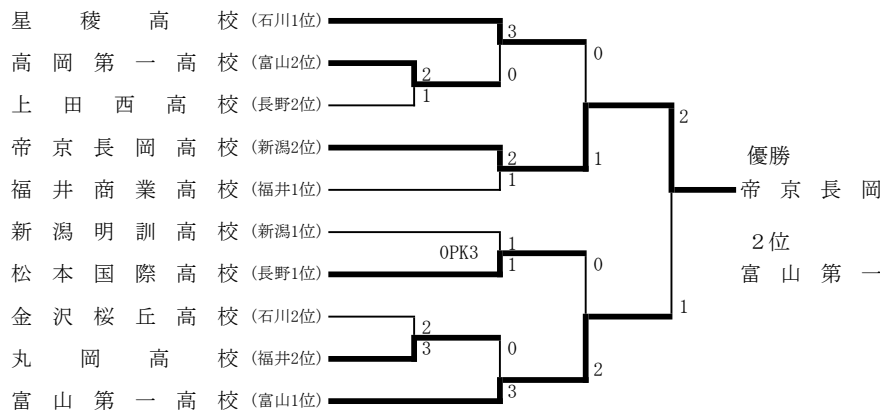 星稜高校 (石川1位)
3
高岡第一高校 (富山2位)
0
2
0
上田西高校 (長野2位)
1
2
帝京長岡高校 (新潟2位)
2
1
優勝
福井商業高校 (福井1位)
1
帝京長岡
新潟明訓高校 (新潟1位)
1
2位
0PK3
0
松本国際高校 (長野1位)
1
富山第一
金沢桜丘高校 (石川2位)
2
1
丸岡高校 (福井2位)
3
0
2
富山第一高校 (富山1位)
3